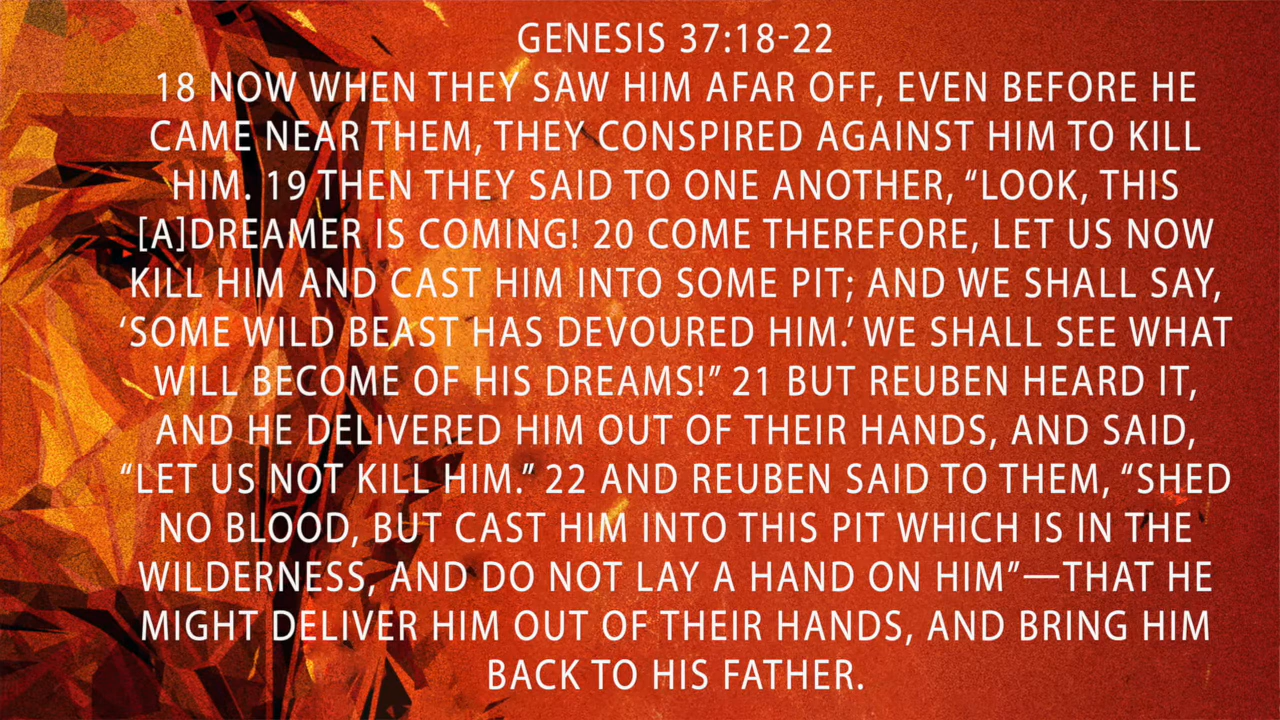 GENESIS 37:18-22
18 NOW WHEN THEY SAW HIM AFAR OFF, EVEN BEFORE HE
CAME NEAR THEM, THEY CONSPIRED AGAINST HIM TO KILL
HIM. 19 THEN THEY SAID TO ONE ANOTHER, “LOOK, THIS
[A]DREAMER IS COMING! 20 COME THEREFORE, LET US NOW
KILL HIM AND CAST HIM INTO SOME PIT; AND WE SHALL SAY,
‘SOME WILD BEAST HAS DEVOURED HIM.’ WE SHALL SEE WHAT
WILL BECOME OF HIS DREAMS!” 21 BUT REUBEN HEARD IT,
AND HE DELIVERED HIM OUT OF THEIR HANDS, AND SAID,
“LET US NOT KILL HIM.” 22 AND REUBEN SAID TO THEM, “SHED
NO BLOOD, BUT CAST HIM INTO THIS PIT WHICH IS IN THE
WILDERNESS, AND DO NOT LAY A HAND ON HIM”—THAT HE
MIGHT DELIVER HIM OUT OF THEIR HANDS, AND BRING HIM
BACK TO HIS FATHER.